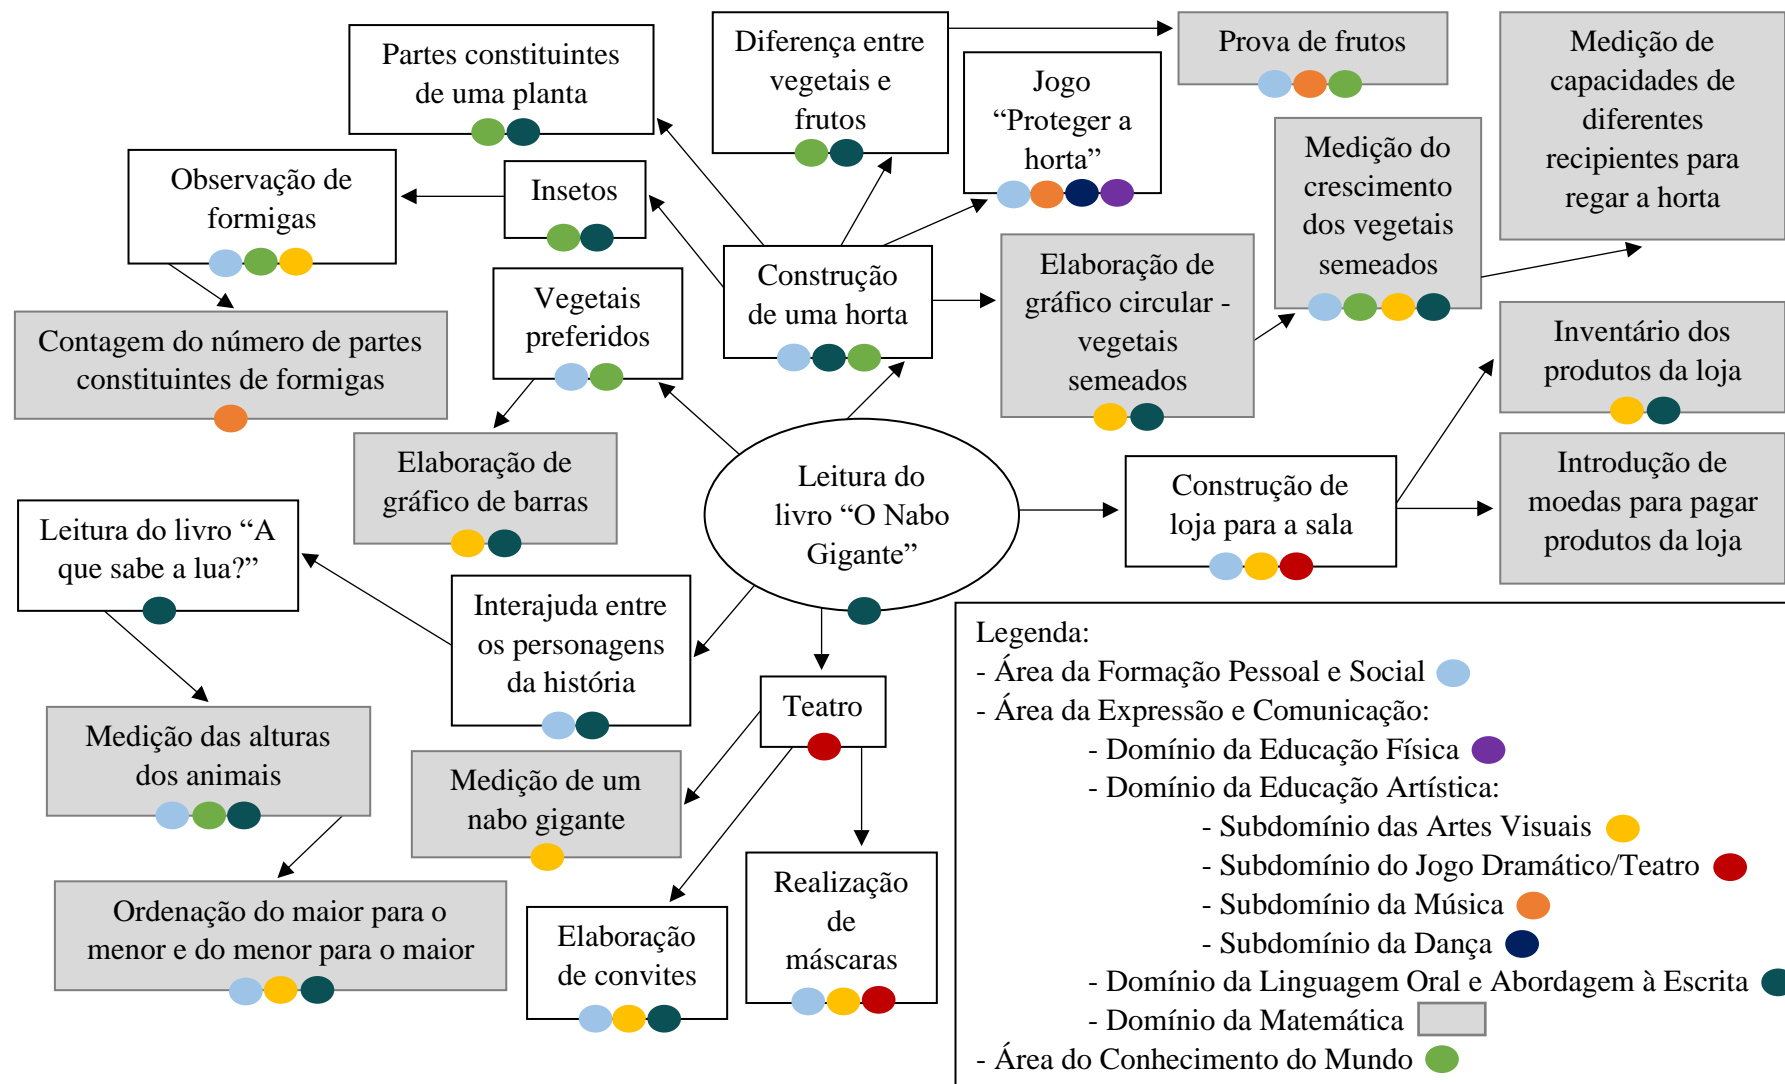 Partes constituintes
de uma planta
Diferença entre
vegetais e
frutos
Prova de frutos
Medição de
capacidades de
diferentes
recipientes para
regar a horta
Jogo
“Proteger a
horta”
Medição do
crescimento
dos vegetais
semeados
Observação de
formigas
Insetos
Construção
de uma horta
Elaboração de
gráfico circular -
vegetais
semeados
Vegetais
preferidos
Contagem do número de partes
constituintes de formigas
Inventário dos
produtos da loja
Elaboração de
gráfico de barras
Leitura do
livro “O Nabo
Gigante”
Construção de
loja para a sala
Introdução de
moedas para pagar
produtos da loja
Leitura do livro “A
que sabe a lua?”
Interajuda entre
os personagens
da história
Teatro
Medição das alturas
dos animais
Medição de um
nabo gigante
Ordenação do maior para o
menor e do menor para o maior
Elaboração
de convites
Realização
de
máscaras
Legenda:
- Área da Formação Pessoal e Social
- Área da Expressão e Comunicação:
- Domínio da Educação Física
- Domínio da Educação Artística:
- Subdomínio das Artes Visuais
- Subdomínio do Jogo Dramático/Teatro
- Subdomínio da Música
- Subdomínio da Dança
- Domínio da Linguagem Oral e Abordagem à Escrita
- Domínio da Matemática
- Área do Conhecimento do Mundo